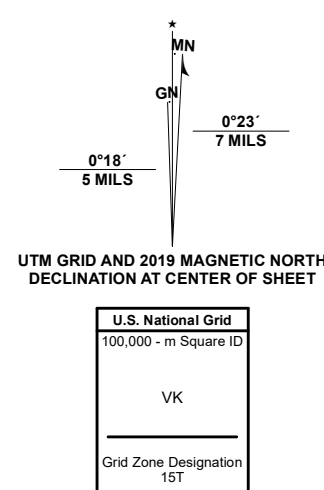 ★
MN
GN
0°23´
7 MILS
0°18´
5 MILS
UTM GRID AND 2019 MAGNETIC NORTH
DECLINATION AT CENTER OF SHEET
U.S. National Grid
100,000 - m Square ID
VK
Grid Zone Designation
15T